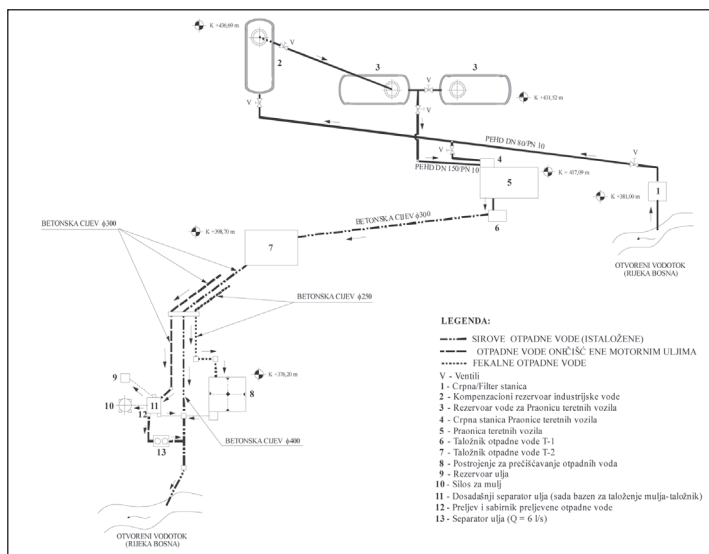 K +436,69 m
V
2
3
3
V
V
V
K +431,52 m
PEHD DN 80/PN 10
V
V
4
PEHD DN 150/PN 10
5
K + 417,09 m
1
K +381,00 m
6
BETONSKA CIJEV ϕ300
OTVORENI VODOTOK
(RIJEKA BOSNA)
BETONSKA CIJEV
ϕ300
K +398,70 m
7
BETONSKA CIJEV ϕ250
K +378,20 m
8
9
10
11
12
13
BETONSKA CIJEV ϕ400
OTVORENI VODOTOK
(RIJEKA BOSNA)
LEGENDA:
SIROVE OTPADNE VODE (ISTALOŽENE)
OTPADNE VODE ONEČIŠĆ ENE MOTORNIM ULJIMA
FEKALNE OTPADNE VODE
V - Ventili
1 - Crpna/Filter stanica
2 - Kompenzacioni rezervoar industrijske vode
3 - Rezervoar vode za Praonicu teretnih vozila
4 - Crpna stanica Praonice teretnih vozila
5 - Praonica teretnih vozila
6 - Taložnik otpadne vode T-1
7 - Taložnik otpadne vode T-2
8 - Postrojenje za prečišćavanje otpadnih voda
9 - Rezervoar ulja
10 - Silos za mulj
11 - Dosadašnji separator ulja (sada bazen za taloženje mulja-taložnik)
12 - Preljev i sabirnik preljevene otpadne vode
13 - Separator ulja (Q = 6 l/s)